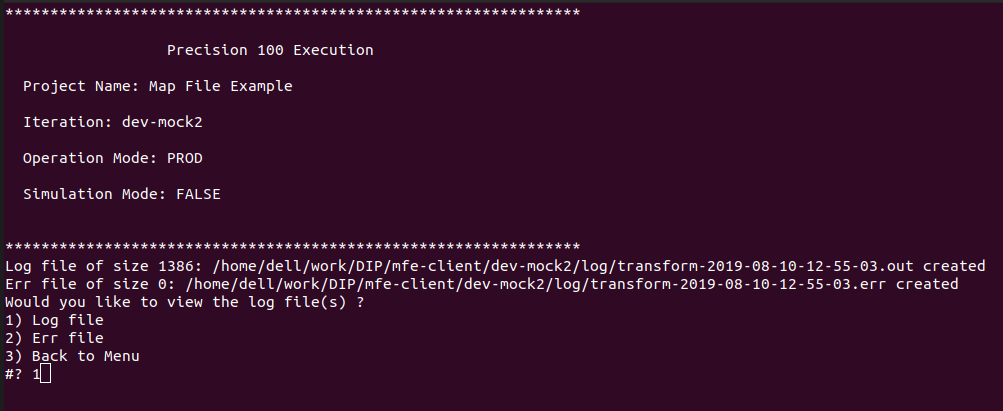 ****************************************************************
Precision 100 Execution
Project Name: Map File Example
Iteration: dev-mock2
Operation Mode: PROD
Simulation Mode: FALSE
****************************************************************
Log file of size 1386: /home/dell/work/DIP/mfe-client/dev-mock2/log/transform-2019-08-10-12-55-03.out created
Err file of size 0: /home/dell/work/DIP/mfe-client/dev-mock2/log/transform-2019-08-10-12-55-03.err created
Would you like to view the log file(s) ?
1) Log file
2) Err file
3) Back to Menu
#? 1